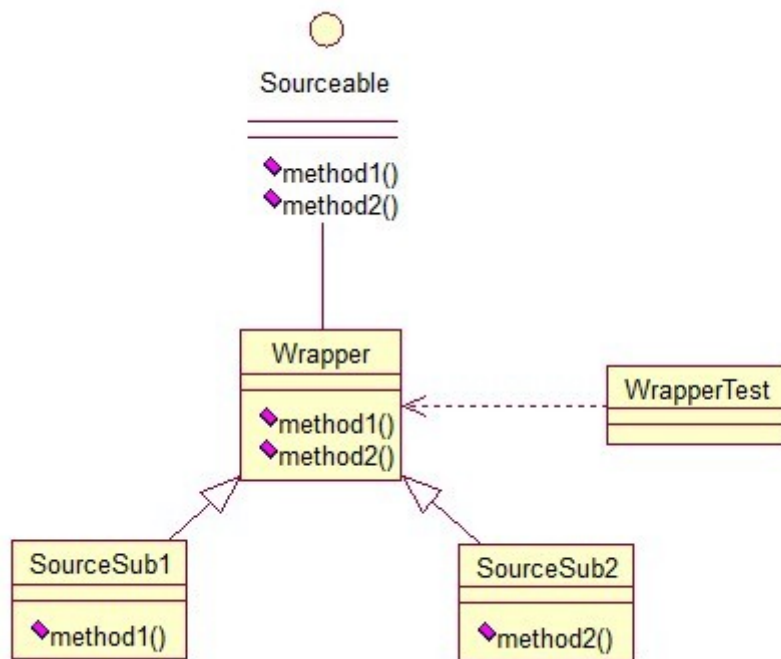 Sourceable
method1()
method2()
Wrapper
method1()
method2()
WrapperTest
SourceSub1
method1()
SourceSub2
method2()